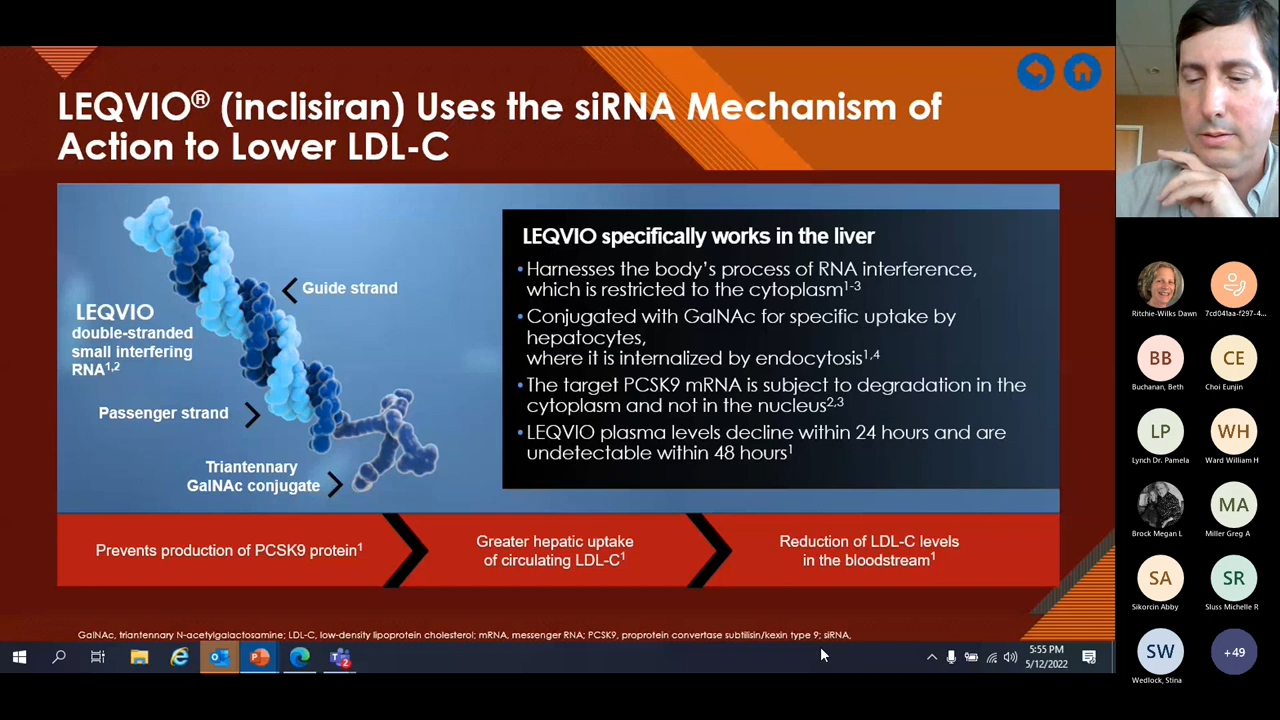 LEQVIO® (inclisiran) Uses the siRNA Mechanism of
Action to Lower LDL-C
Guide strand
LEQVIO
double-stranded
small interfering
RNA1,2
Passenger strand
Triantennary
GalNAc conjugate
LEQVIO specifically works in the liver
• Harnesses the body's process of RNA interference,
which is restricted to the cytoplasm1-3
• Conjugated with GalNAc for specific uptake by
hepatocytes,
where it is internalized by endocytosis1,4
• The target PCSK9 mRNA is subject to degradation in the
cytoplasm and not in the nucleus2,3
• LEQVIO plasma levels decline within 24 hours and are
undetectable within 48 hours1
Prevents production of PCSK9 protein1
Greater hepatic uptake
of circulating LDL-C1
Reduction of LDL-C levels
in the bloodstream1
GalNAc, triantennary N-acetylgalactosamine; LDL-C, low-density lipoprotein cholesterol; mRNA, messenger RNA; PCSK9, proprotein convertase subtilisin/kexin type 9; siRNA,
5:55 PM
5/12/2022
2
Ritchie-Wilks Dawn
7cd041aa-f297-4...
BB
Buchanan, Beth
CE
Choi Eunjin
LP
Lynch Dr. Pamela
WH
Ward William H
Brock Megan L
MA
Miller Greg A
SA
Sikorcin Abby
SR
Sluss Michelle R
SW
Wedlock, Stina
+49